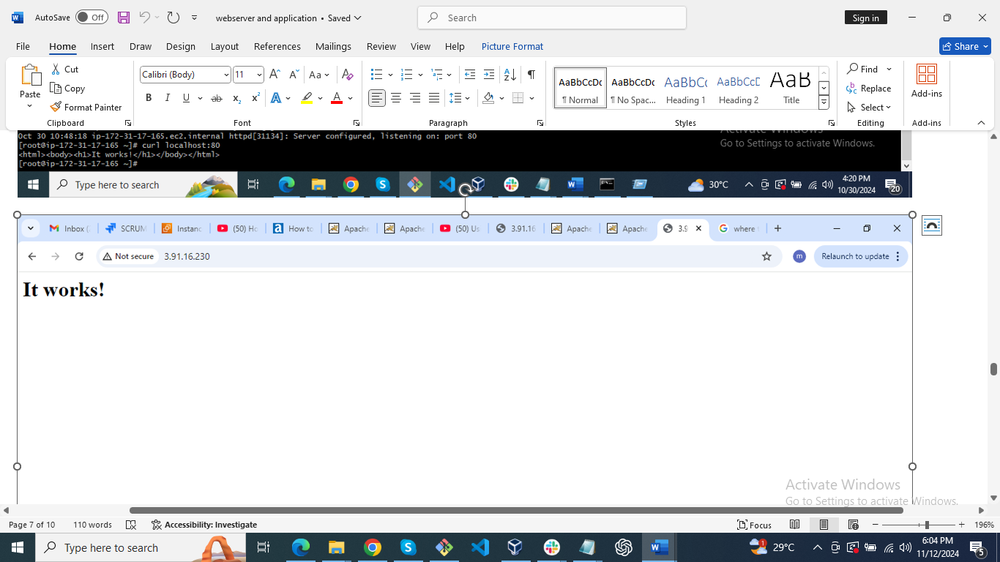 AutoSave Off webserver and application • Saved Search Sign in
File Home Insert Draw Design Layout References Mailings Review View Help Picture Format Share
Paste Cut Copy Format Painter
Clipboard
Calibri (Body) 11 Aa
B I U ab x2 x2 A A
Font
Paragraph
AaBbCcDc AaBbCcDc AaBbCc AaBbCcD AaB
¶ Normal ¶ No Spac... Heading 1 Heading 2 Title
Styles
Find
Replace
Select
Editing
Add-ins
Add-ins
Oct 30 10:48:18 ip-172-31-17-165.ec2.internal httpd[31134]: Server configured, listening on: port 80
[root@ip-172-31-17-165 ~]# curl localhost:80
<html><body><h1>It works!</h1></body></html>
[root@ip-172-31-17-165 ~]#
Activate Windows
Go to Settings to activate Windows.
Type here to search 30°C 4:20 PM
10/30/2024 20
Inbox ( SCRUM Instanc (50) Ho How to Apache Apache (50) Us 3.91.16 Apache Apache 3.9 where
Not secure 3.91.16.230 m Relaunch to update
It works!
Activate Windows
Go to Settings to activate Windows.
Page 7 of 10 110 words Accessibility: Investigate Focus 196%
Type here to search 1 29°C 6:04 PM
11/12/2024 5